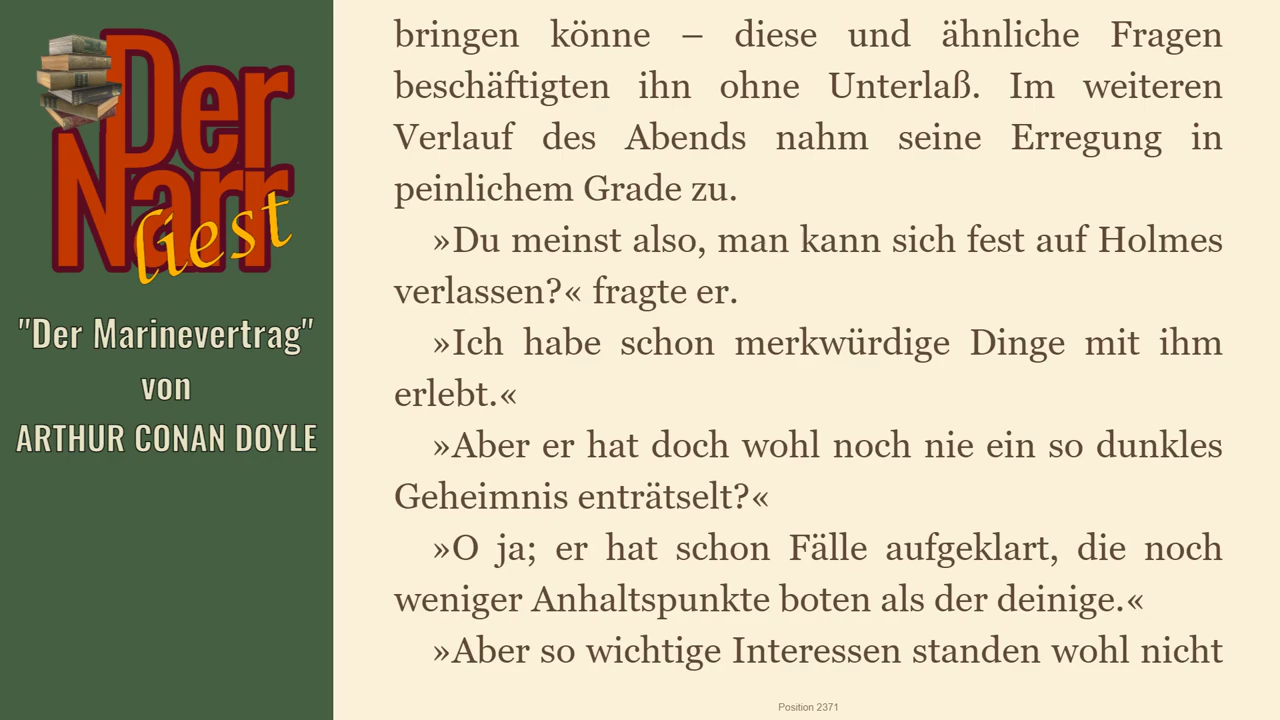 Der
Narr
liest
"Der Marinevertrag"
von
ARTHUR CONAN DOYLE
bringen könne – diese und ähnliche Fragen
beschäftigten ihn ohne Unterlaß. Im weiteren
Verlauf des Abends nahm seine Erregung in
peinlichem Grade zu.
»Du meinst also, man kann sich fest auf Holmes
verlassen?« fragte er.
»Ich habe schon merkwürdige Dinge mit ihm
erlebt.«
»Aber er hat doch wohl noch nie ein so dunkles
Geheimnis enträtselt?«
»O ja; er hat schon Fälle aufgeklart, die noch
weniger Anhaltspunkte boten als der deinige.«
»Aber so wichtige Interessen standen wohl nicht
Position 2371